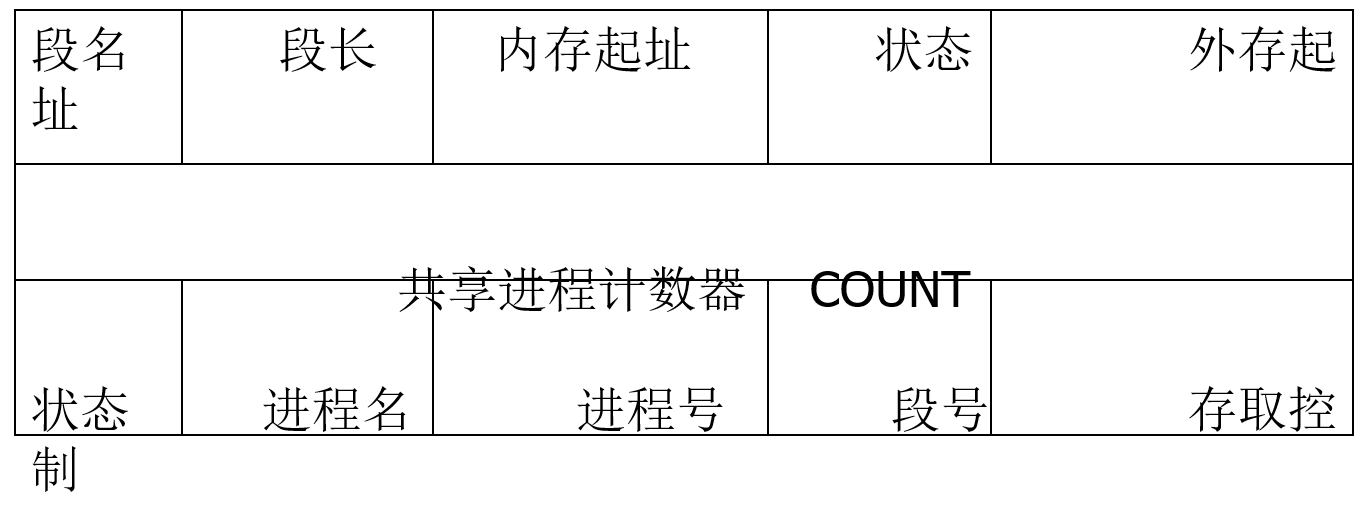 段名 段长 内存起址 状态 外存起
址
共享进程计数器 COUNT
状态 进程名 进程号 段号 存取控
制